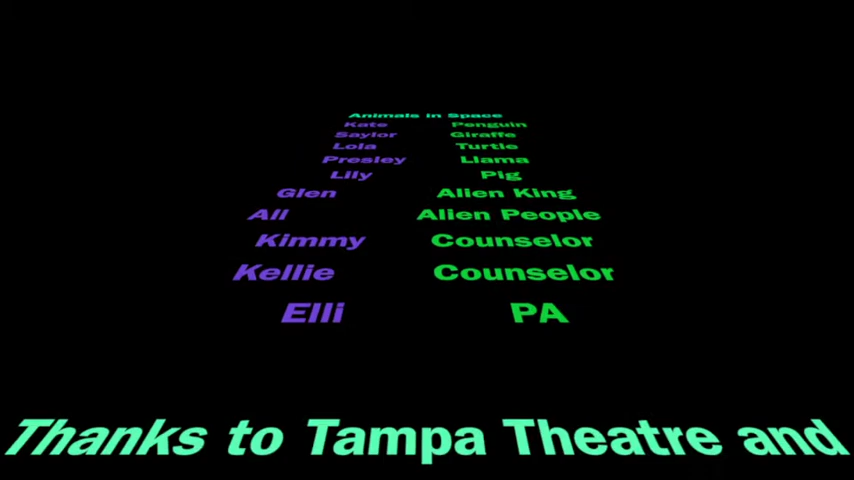 Animals in Space
Kate Penguin
Saylor Giraffe
Lola Turtle
Presley Llama
Lily Pig
Glen Alien King
All Alien People
Kimmy Counselor
Kellie Counselor
Elli PA
Thanks to Tampa Theatre and